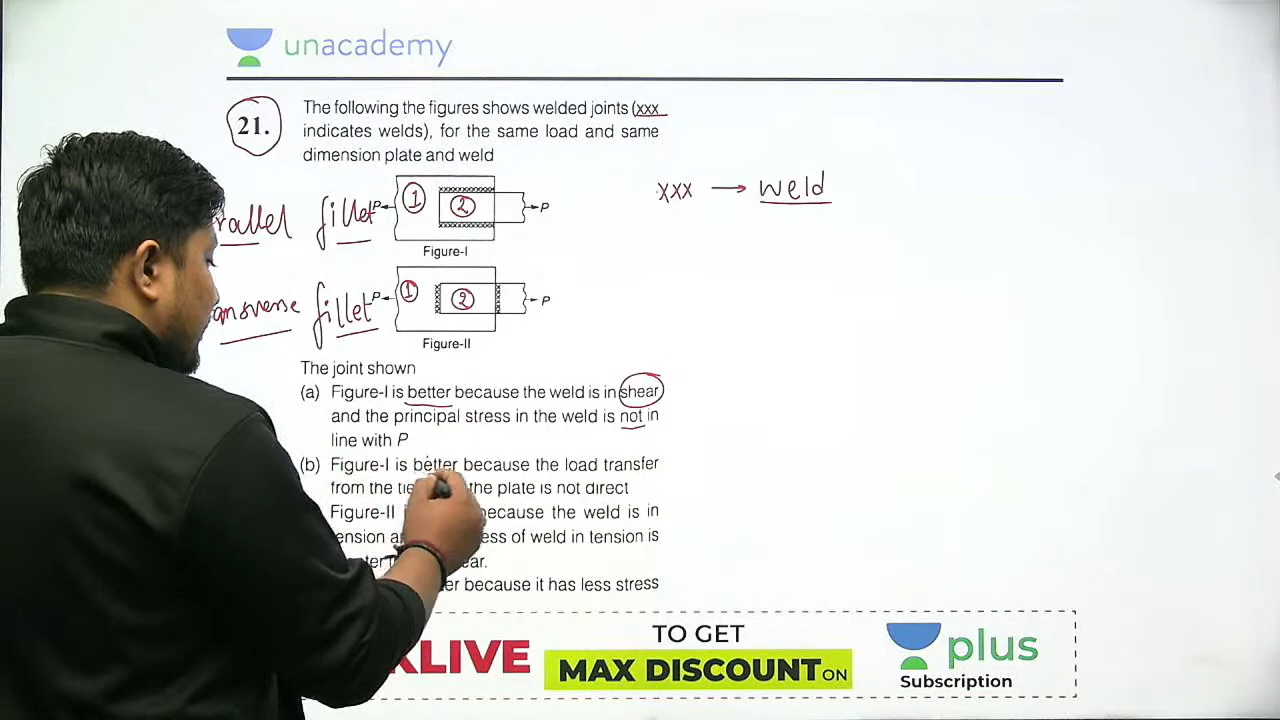 unacademy
21.
The following the figures shows welded joints (xxx
indicates welds), for the same load and same
dimension plate and weld
xxx → weld
fillet
P 1 2 P
Figure-I
fillet
P 1 2 P
Figure-II
The joint shown
(a) Figure-I is better because the weld is in shear
and the principal stress in the weld is not in
line with P
(b) Figure-I is better because the load transfer
from the the plate is not direct
Figure-II because the weld is in
of weld in tension is
because it has less stress
LIVE
TO GET
MAX DISCOUNT ON
plus
Subscription